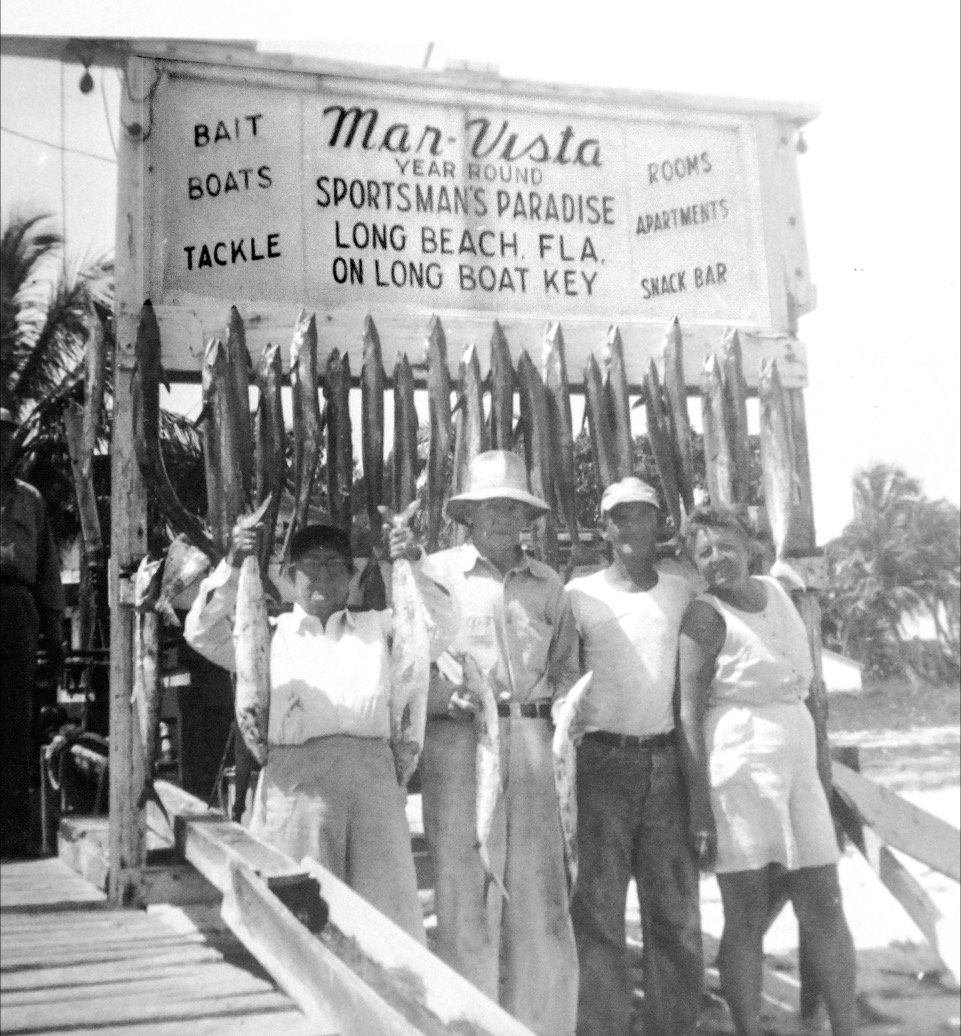 BAIT
BOATS
TACKLE
Mar-Vista
YEAR ROUND
SPORTSMAN'S PARADISE
LONG BEACH, FLA.
ON LONG BOAT KEY
ROOMS
APARTMENTS
SNACK BAR